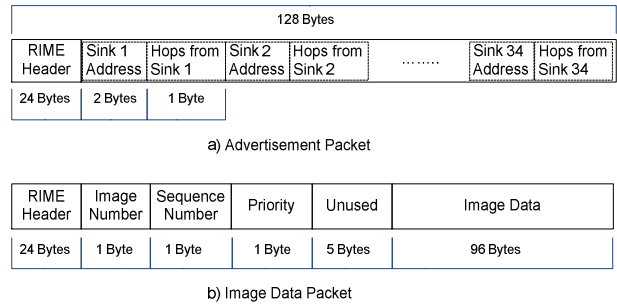 128 Bytes
RIME Header
Sink 1 Address
Hops from Sink 1
Sink 2 Address
Hops from Sink 2
........
Sink 34 Address
Hops from Sink 34
24 Bytes
2 Bytes
1 Byte
a) Advertisement Packet
RIME Header
Image Number
Sequence Number
Priority
Unused
Image Data
24 Bytes
1 Byte
1 Byte
1 Byte
5 Bytes
96 Bytes
b) Image Data Packet